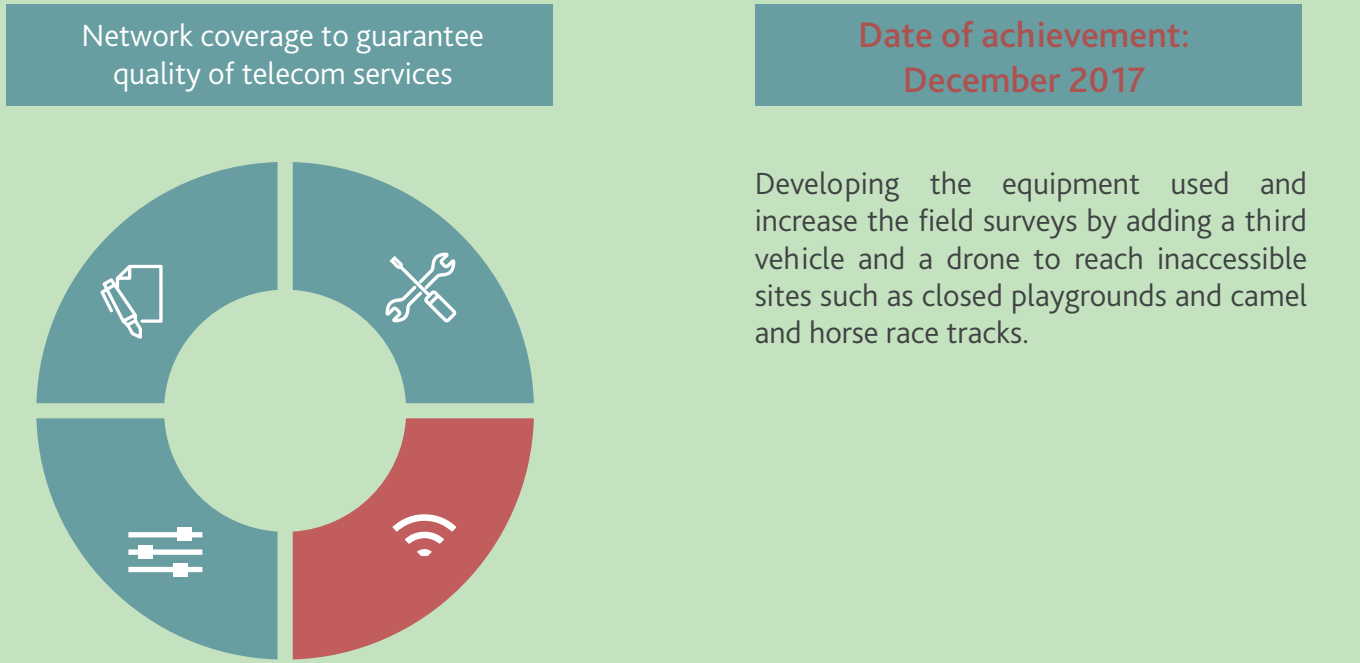 Network coverage to guarantee
quality of telecom services
Date of achievement:
December 2017
Developing the equipment used and
increase the field surveys by adding a third
vehicle and a drone to reach inaccessible
sites such as closed playgrounds and camel
and horse race tracks.